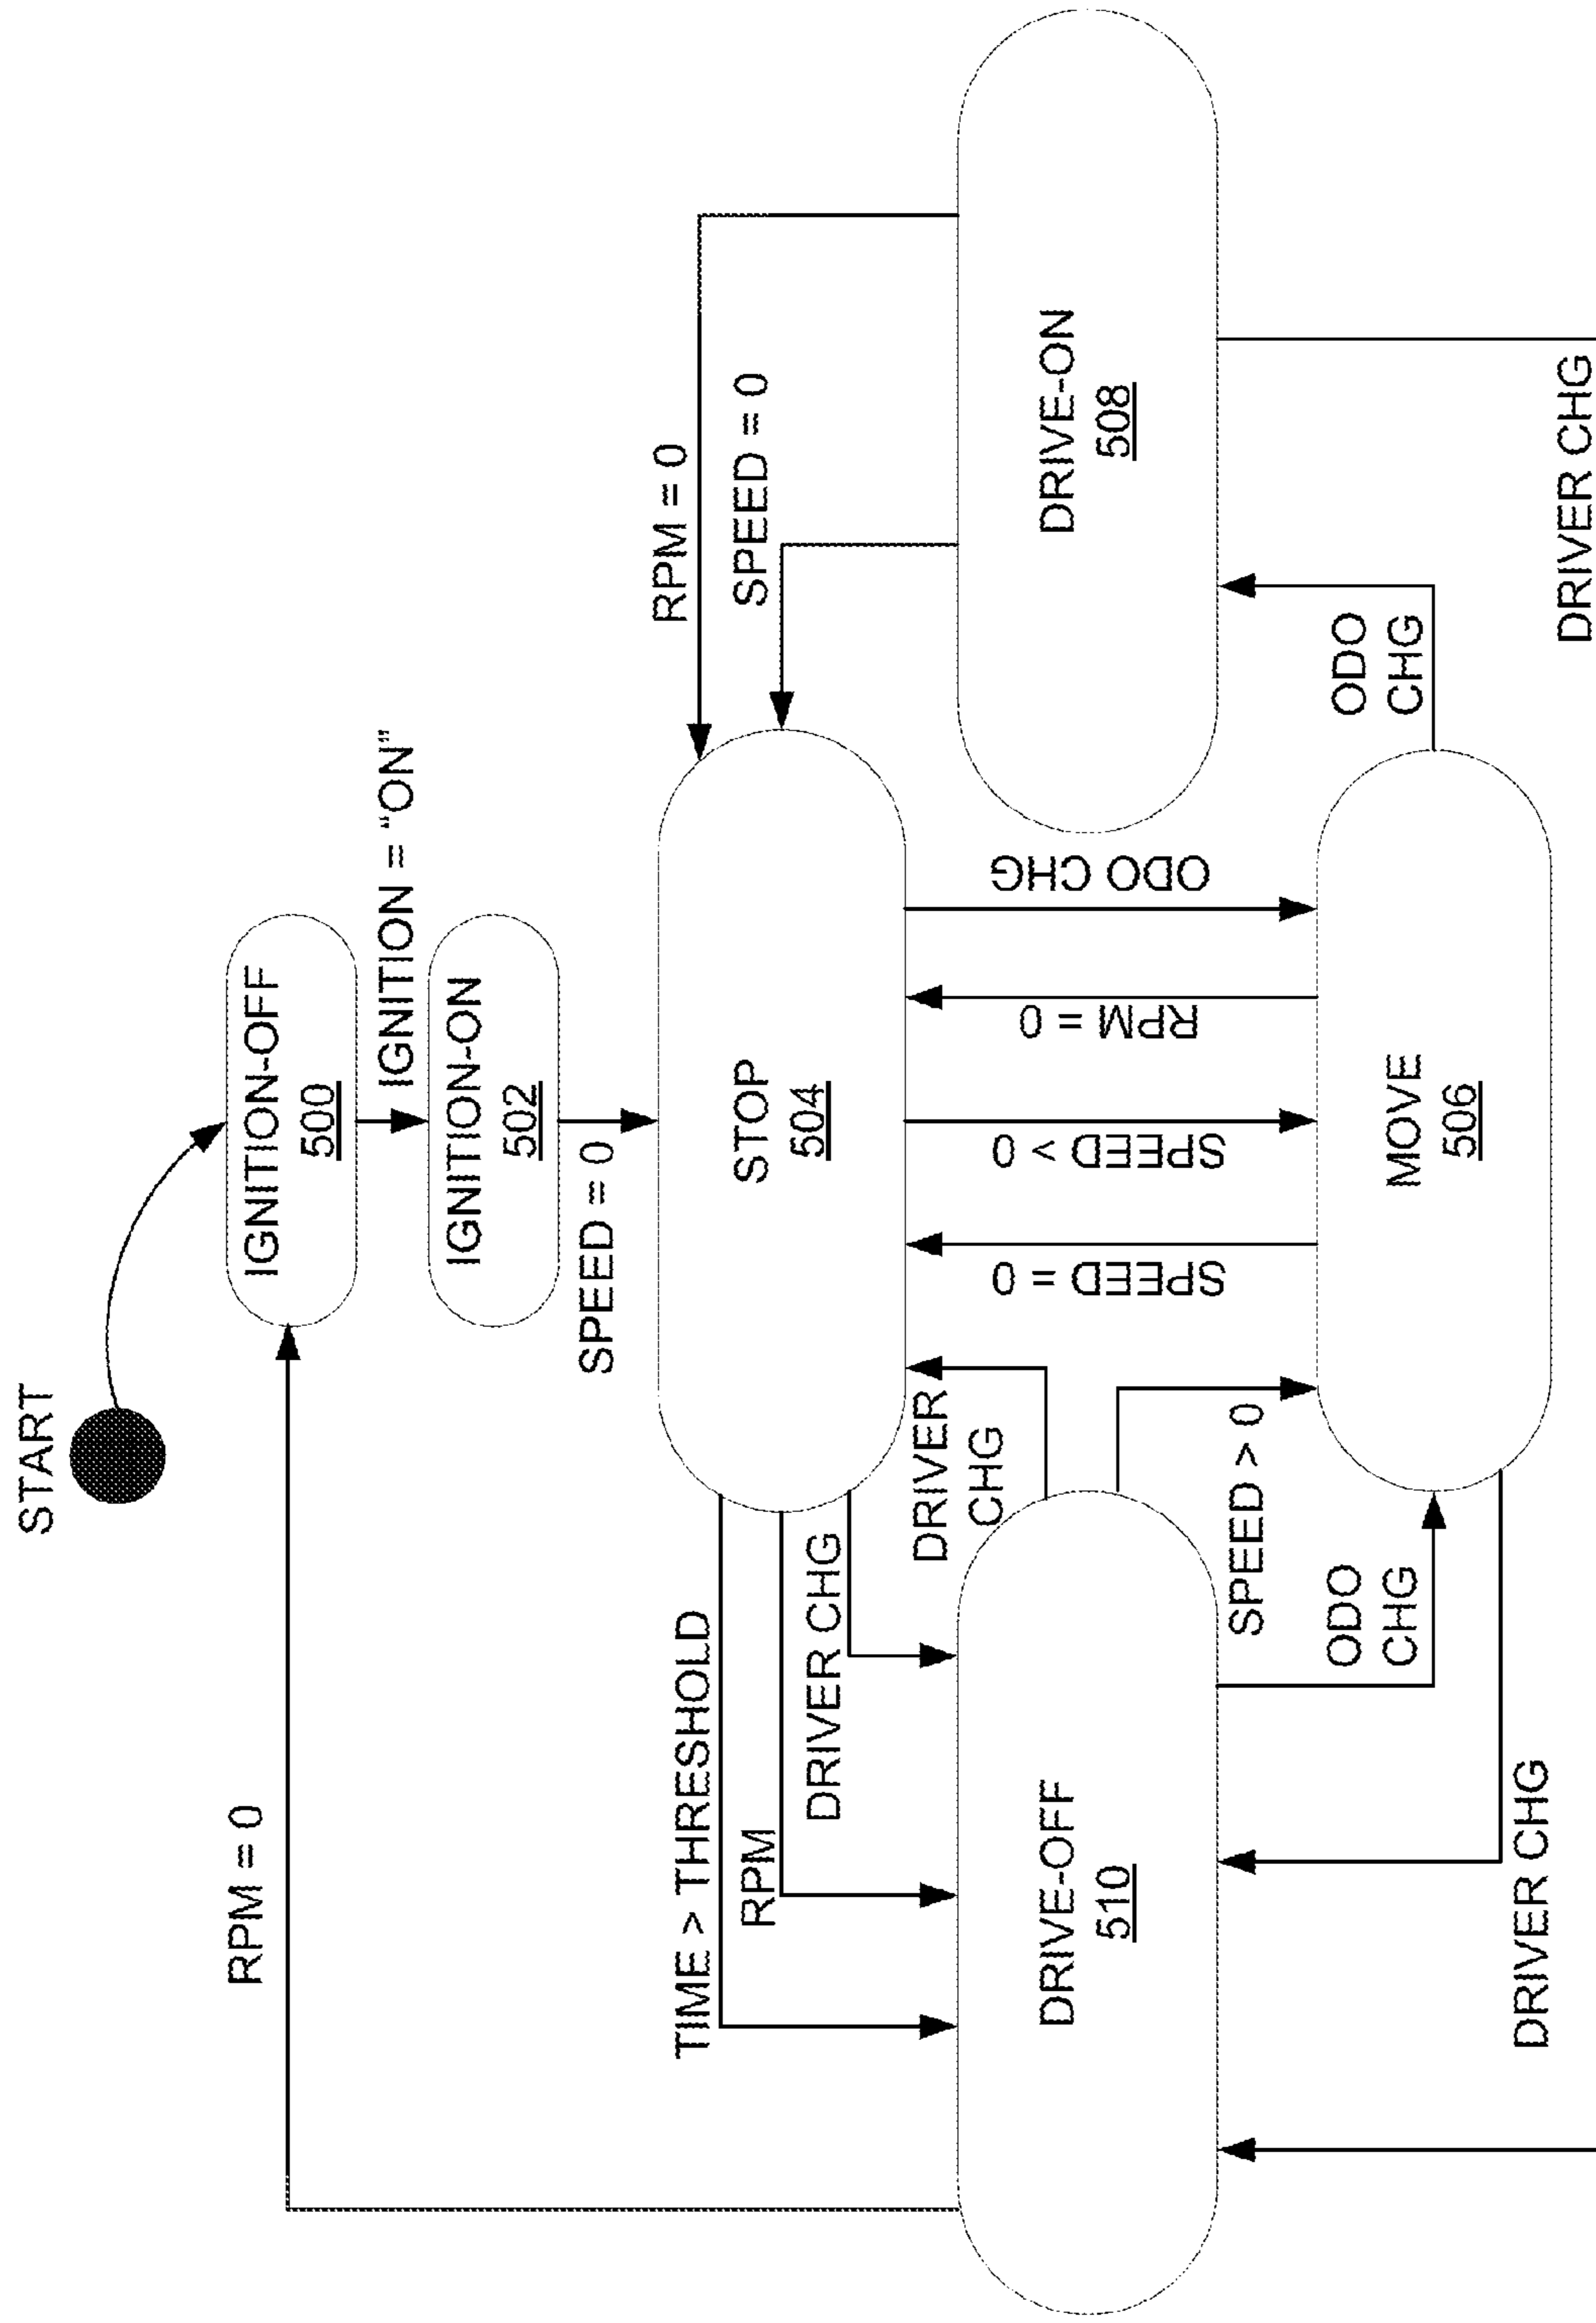 START
IGNITION-OFF
500
IGNITION = "ON"
IGNITION-ON
502
SPEED = 0
RPM = 0
STOP
504
RPM = 0
SPEED = 0
TIME > THRESHOLD
RPM
DRIVER CHG
DRIVER
CHG
SPEED = 0
SPEED > 0
RPM = 0
ODO CHG
DRIVE-OFF
510
DRIVE-ON
508
SPEED > 0
ODO
CHG
MOVE
506
ODO
CHG
DRIVER CHG
DRIVER CHG